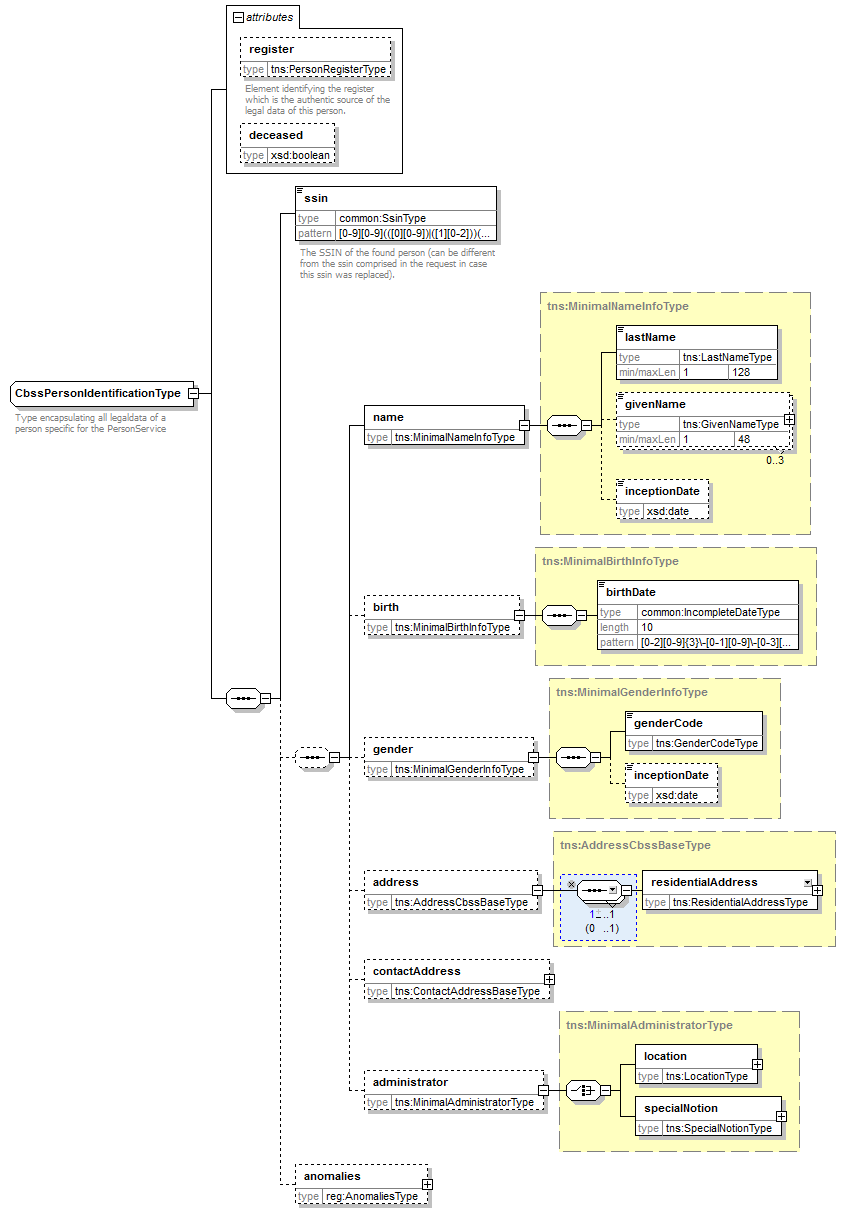 attributes
register
type tns:PersonRegisterType
Element identifying the register
which is the authentic source of the
legal data of this person.
deceased
type xsd:boolean
ssin
type common:SsinType
pattern [0-9][0-9](([0][0-9])|([1][0-2]))(...
The SSIN of the found person (can be different
from the ssin comprised in the request in case
this ssin was replaced).
CbssPersonIdentificationType
Type encapsulating all legaldata of a
person specific for the PersonService
name
type tns:MinimalNameInfoType
tns:MinimalNameInfoType
lastName
type tns:LastNameType
min/maxLen 1 128
givenName
type tns:GivenNameType
min/maxLen 1 48
0..3
inceptionDate
type xsd:date
birth
type tns:MinimalBirthInfoType
tns:MinimalBirthInfoType
birthDate
type common:IncompleteDateType
length 10
pattern [0-2][0-9]{3}\-[0-1][0-9]\-[0-3][...
gender
type tns:MinimalGenderInfoType
tns:MinimalGenderInfoType
genderCode
type tns:GenderCodeType
inceptionDate
type xsd:date
address
type tns:AddressCbssBaseType
tns:AddressCbssBaseType
1 ..1
(0 ..1)
residentialAddress
type tns:ResidentialAddressType
contactAddress
type tns:ContactAddressBaseType
administrator
type tns:MinimalAdministratorType
tns:MinimalAdministratorType
location
type tns:LocationType
specialNotion
type tns:SpecialNotionType
anomalies
type reg:AnomaliesType